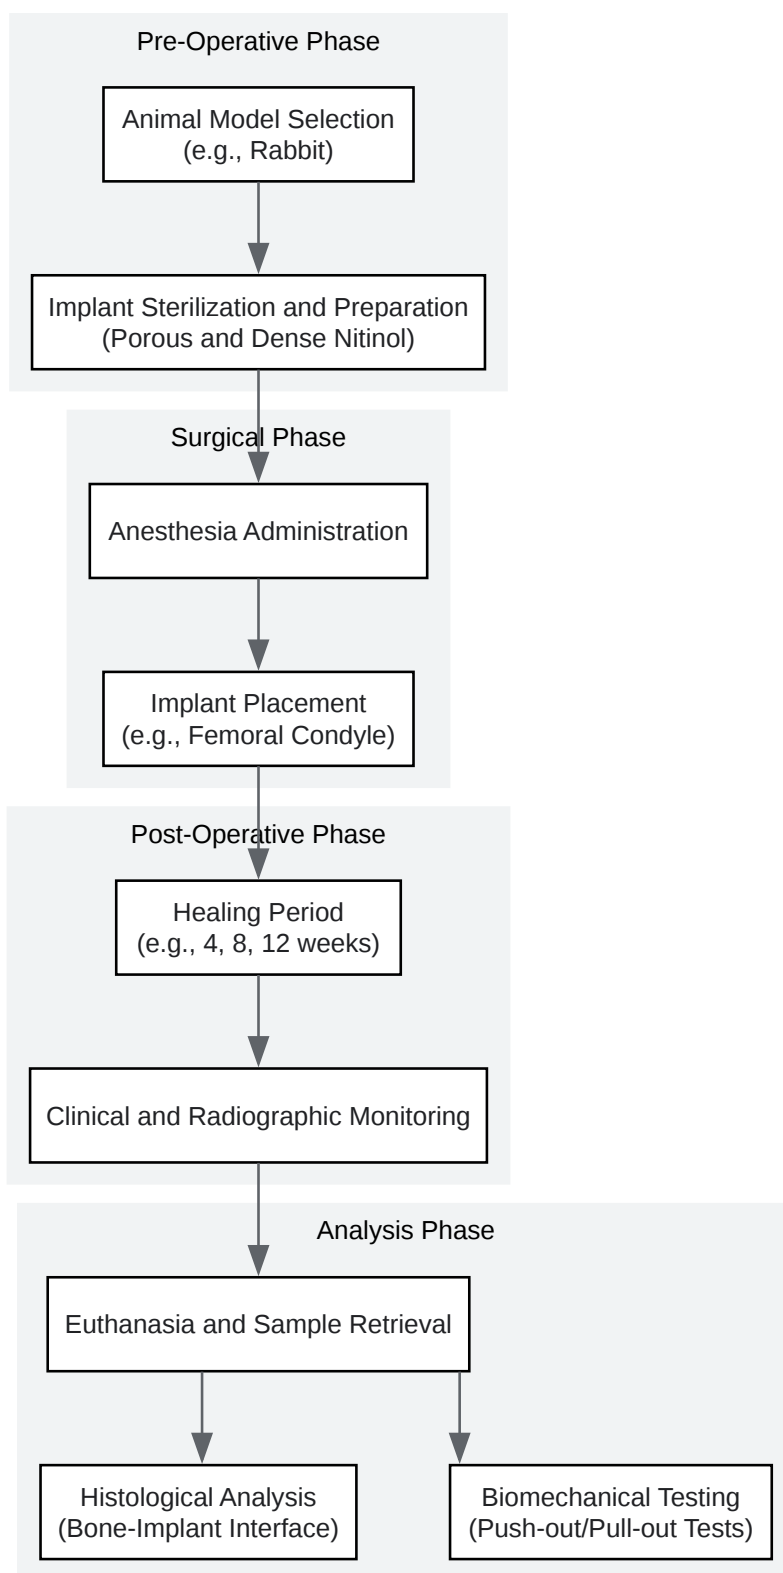 Pre-Operative Phase
Animal Model Selection
(e.g., Rabbit)
Implant Sterilization and Preparation
(Porous and Dense Nitinol)
Surgical Phase
Anesthesia Administration
Implant Placement
(e.g., Femoral Condyle)
Post-Operative Phase
Healing Period
(e.g., 4, 8, 12 weeks)
Clinical and Radiographic Monitoring
Analysis Phase
Euthanasia and Sample Retrieval
Histological Analysis
(Bone-Implant Interface)
Biomechanical Testing
(Push-out/Pull-out Tests)